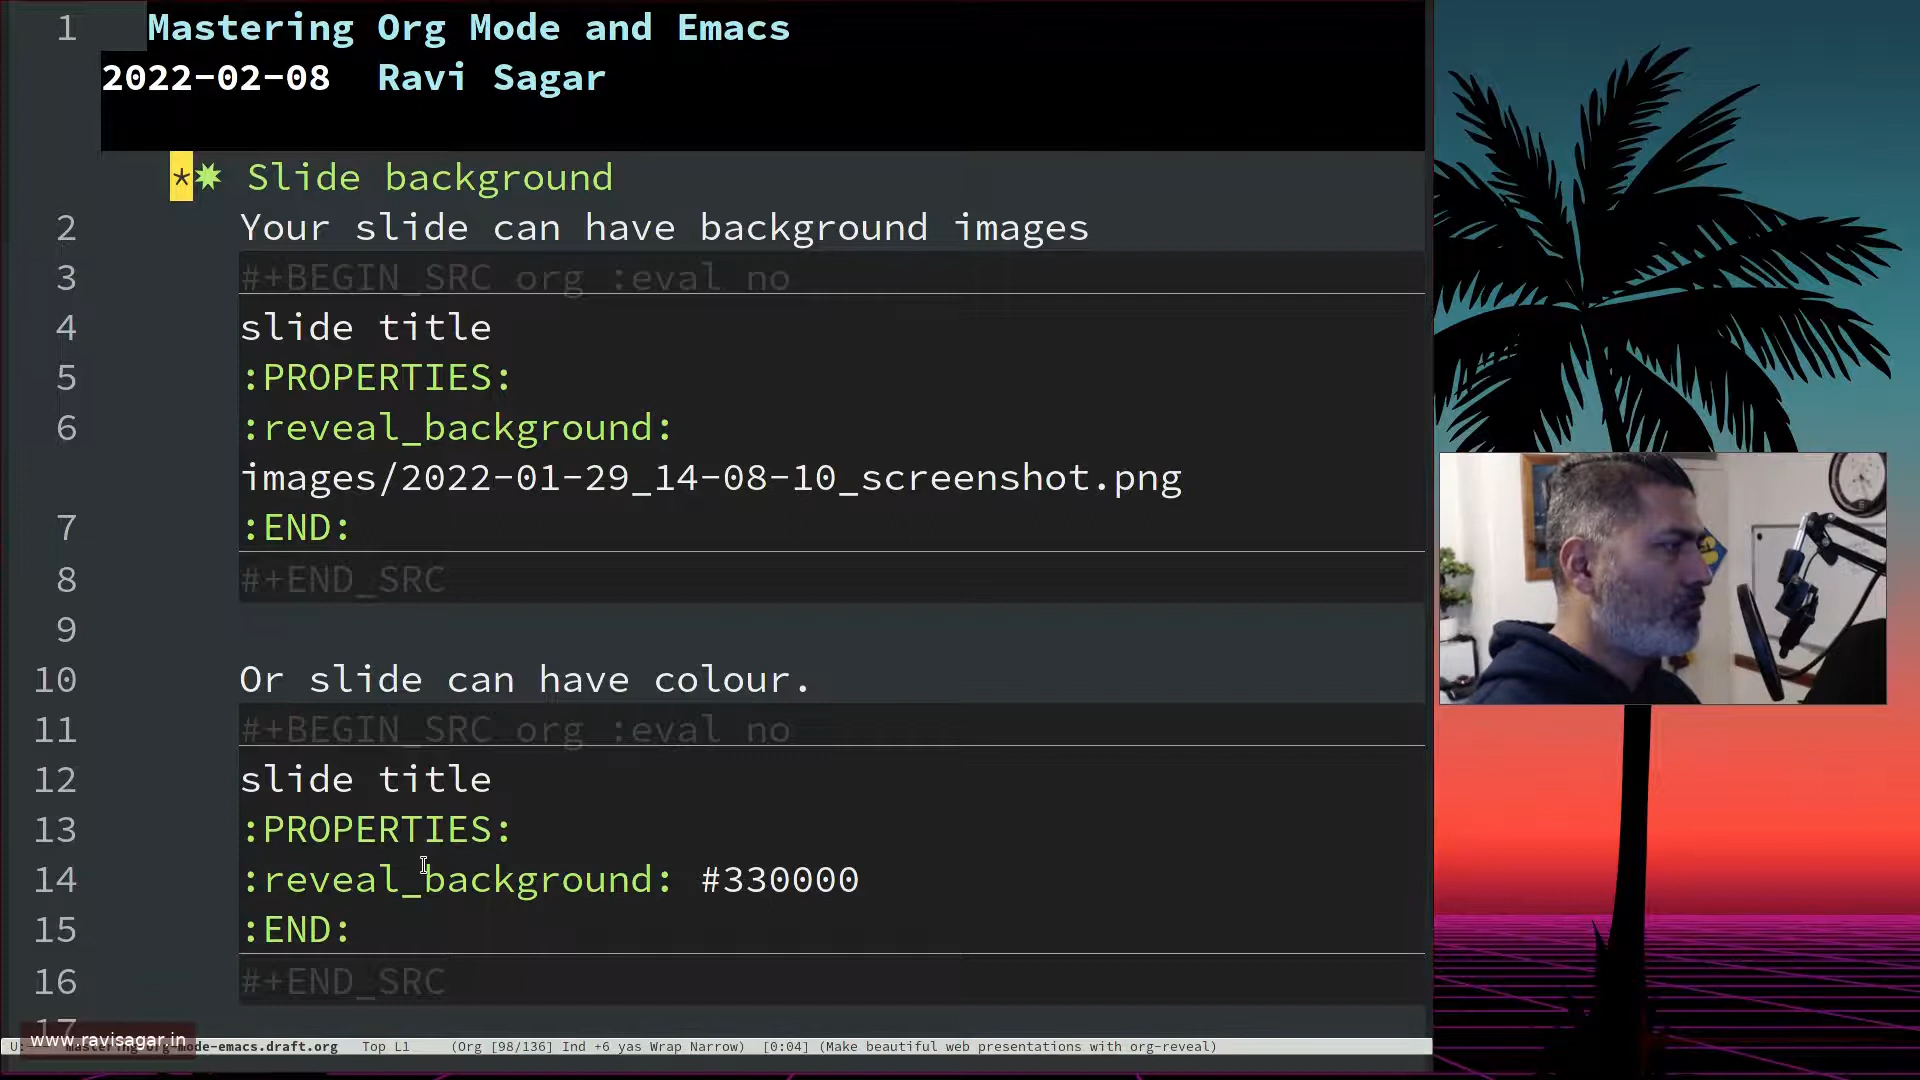 1 Mastering Org Mode and Emacs
2022-02-08 Ravi Sagar
*✸ Slide background
2 Your slide can have background images
3 #+BEGIN_SRC org :eval no
4 slide title
5 :PROPERTIES:
6 :reveal_background:
images/2022-01-29_14-08-10_screenshot.png
7 :END:
8 #+END_SRC
9
10 Or slide can have colour.
11 #+BEGIN_SRC org :eval no
12 slide title
13 :PROPERTIES:
14 :reveal_background: #330000
15 :END:
16 #+END_SRC
17
www.ravisagar.in
mastering-org-mode-emacs.draft.org Top L1 (Org [98/136] Ind +6 yas Wrap Narrow) [0:04] (Make beautiful web presentations with org-reveal)